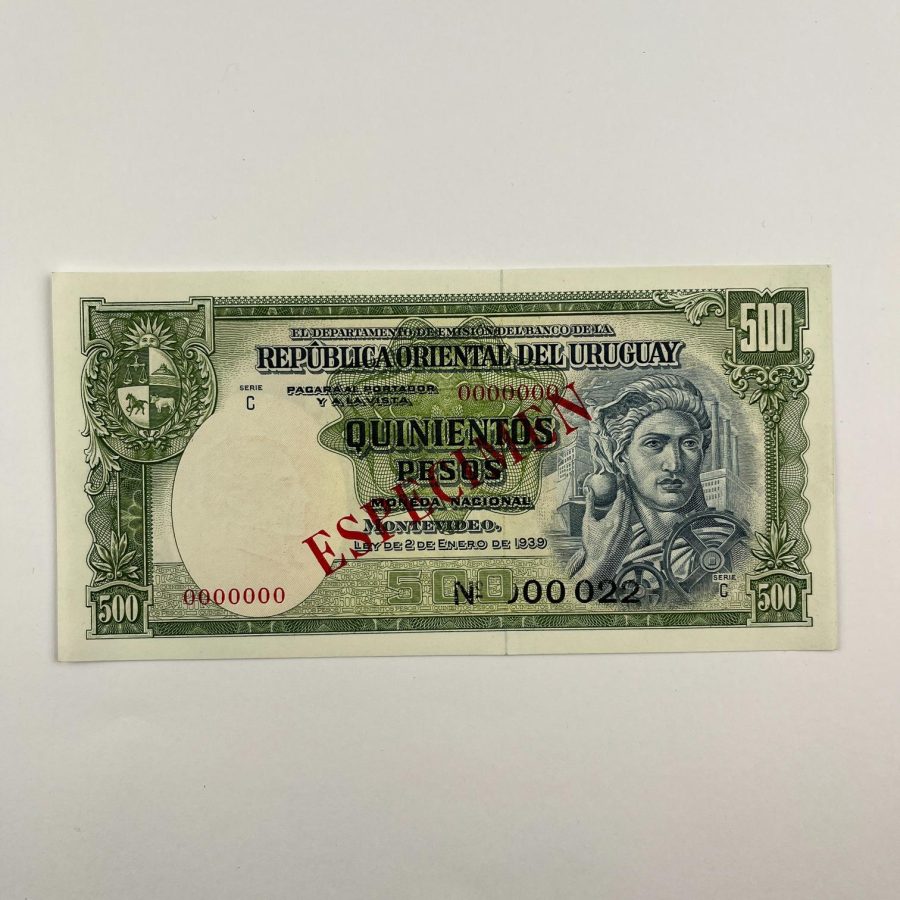 500
EL DEPARTAMENTO DE EMISIÓN DEL BANCO DE LA
REPÚBLICA ORIENTAL DEL URUGUAY
SERIE
C
PAGARÁ AL PORTADOR
Y A LA VISTA
0000000
QUINIENTOS
PESOS
MONEDA NACIONAL
MONTEVIDEO.
LEY DE 2 DE ENERO DE 1939
ESPECIMEN
0000000
500
Nº 000 022
SERIE
C
500
500